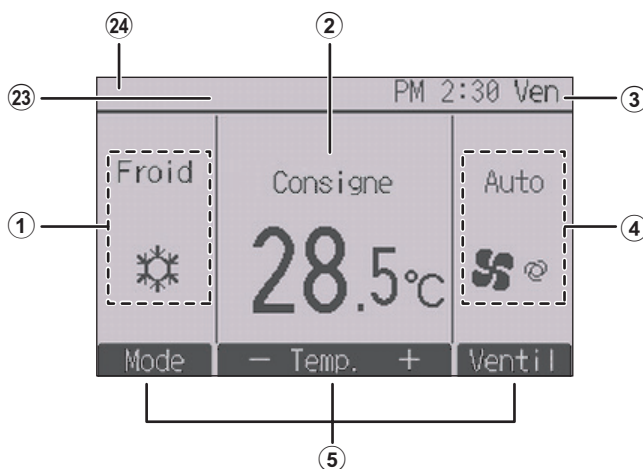 24 2
23 PM 2:30 Ven 3
Froid Consigne Auto
1 4
28.5°C
Mode — Temp. + Ventil
5